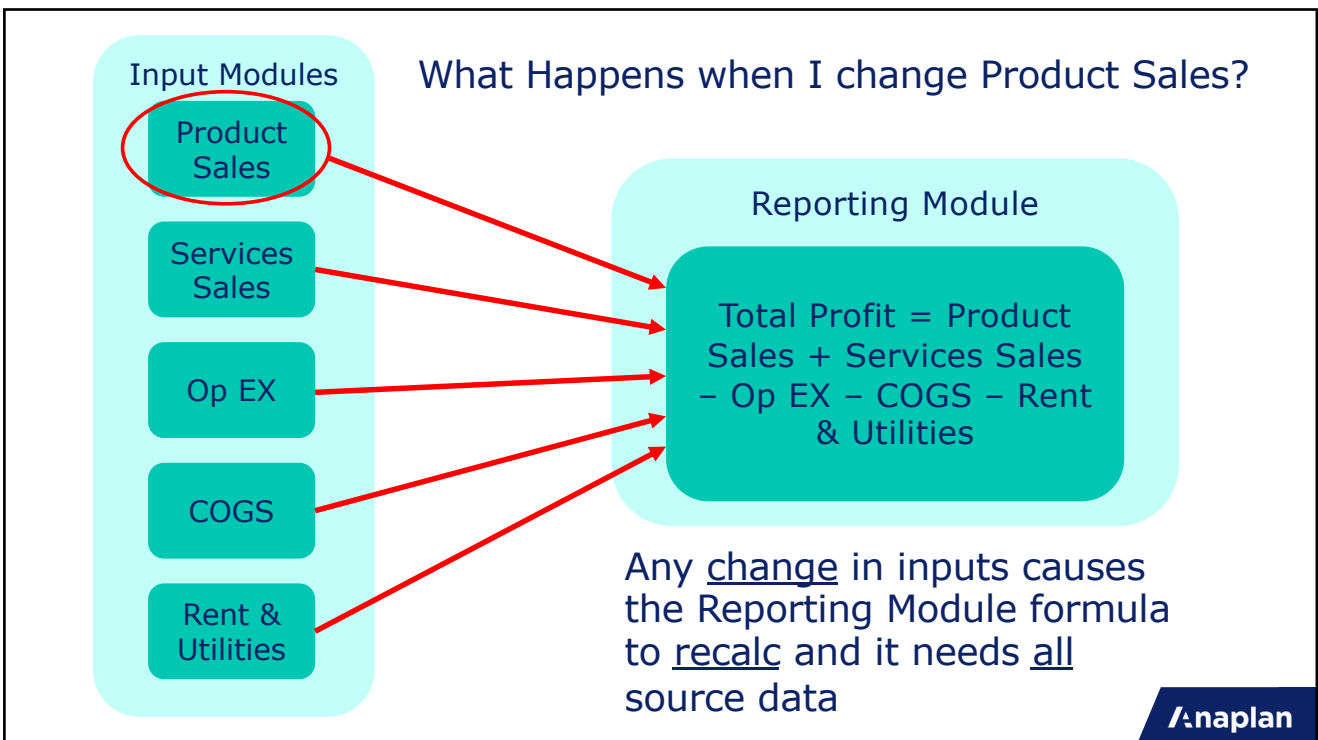 Input Modules
Product
Sales
Services
Sales
Op EX
COGS
Rent &
Utilities
What Happens when I change Product Sales?
Reporting Module
Total Profit = Product
Sales + Services Sales
– Op EX – COGS – Rent
& Utilities
Any change in inputs causes
the Reporting Module formula
to recalc and it needs all
source data
Anaplan